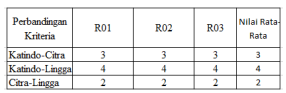 Perbandingan Kriteria R01 R02 R03 Nilai Rata-Rata
Katindo-Citra 3 3 3 3
Katindo-Lingga 4 4 4 4
Citra-Lingga 2 2 2 2